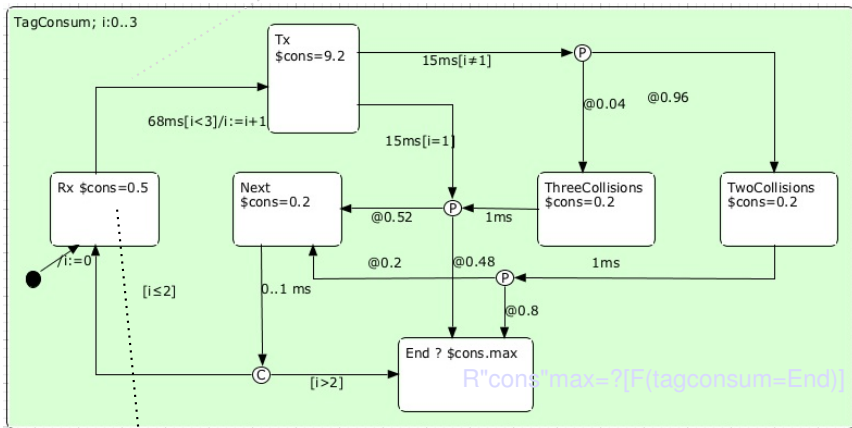 TagConsum; i:0..3
Tx
$cons=9.2
15ms[i≠1]
P
@0.04
@0.96
68ms[i<3]/i:=i+1
15ms[i=1]
Rx $cons=0.5
Next
$cons=0.2
ThreeCollisions
$cons=0.2
TwoCollisions
$cons=0.2
P
1ms
@0.52
/i:=0
[i≤2]
0..1 ms
@0.2
@0.48
P
1ms
@0.8
End ? $cons.max
C
[i>2]
R"cons"max=?[F(tagconsum=End)]